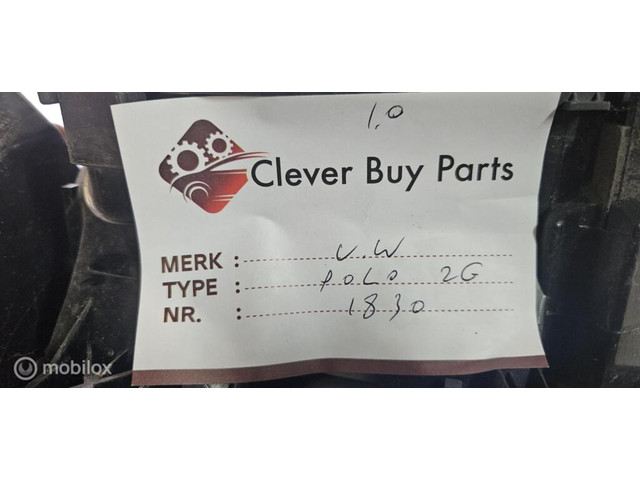 1.0
Clever Buy Parts
MERK : V.W
TYPE : POLO 2G
NR. : 1830
mobilox